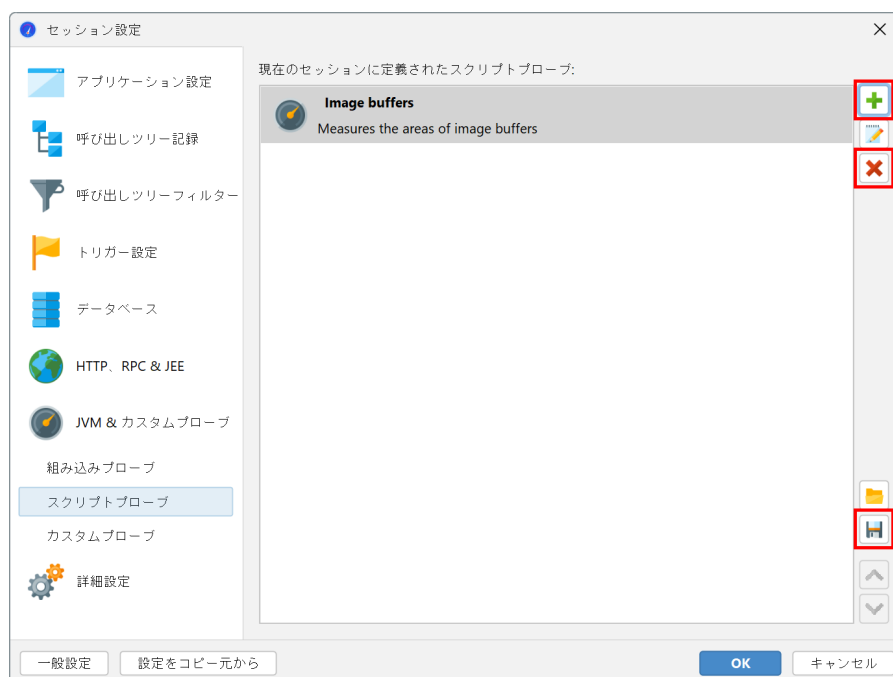 セッション設定
アプリケーション設定
呼び出しツリー記録
呼び出しツリーフィルター
トリガー設定
データベース
HTTP、RPC & JEE
JVM & カスタムプローブ
組み込みプローブ
スクリプトプローブ
カスタムプローブ
詳細設定
現在のセッションに定義されたスクリプトプローブ:
Image buffers
Measures the areas of image buffers
一般設定
設定をコピー元から
OK
キャンセル